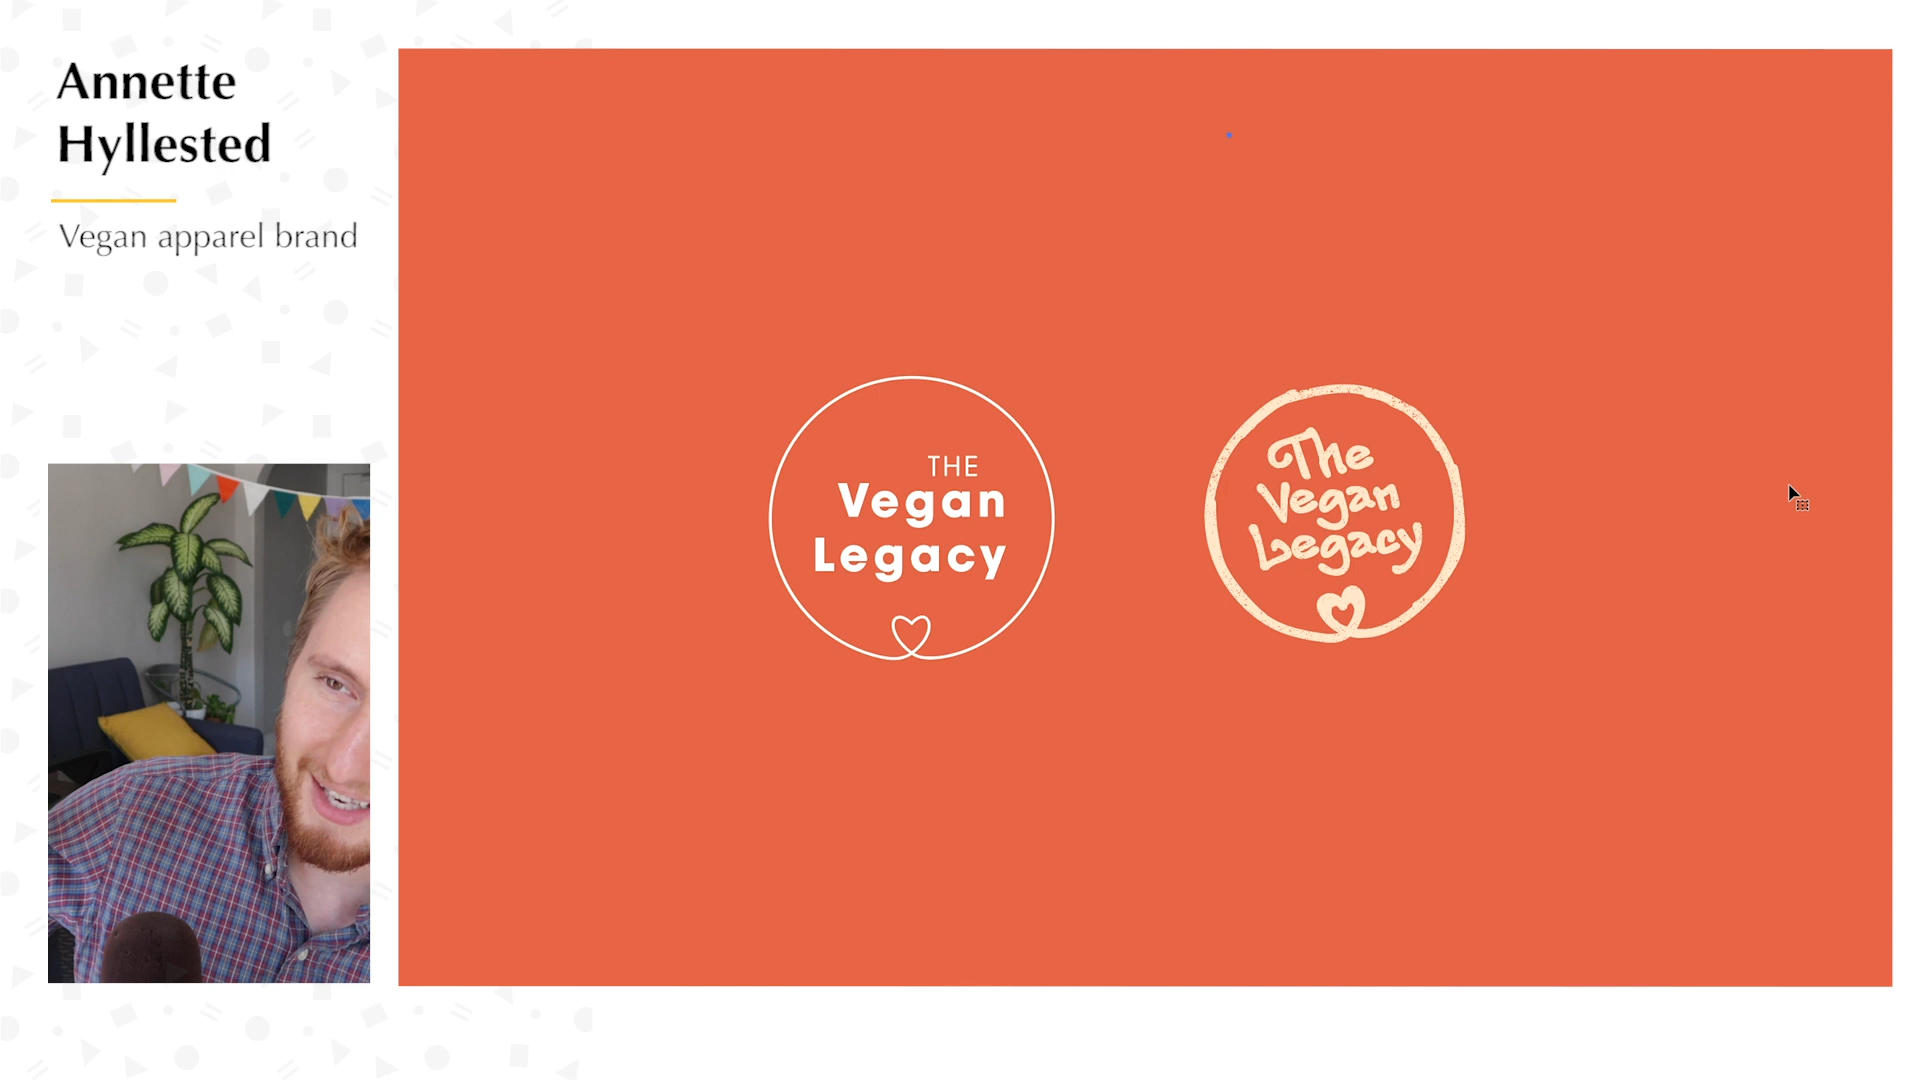 Annette
Hyllested
Vegan apparel brand
THE
Vegan
Legacy
The
Vegan
Legacy